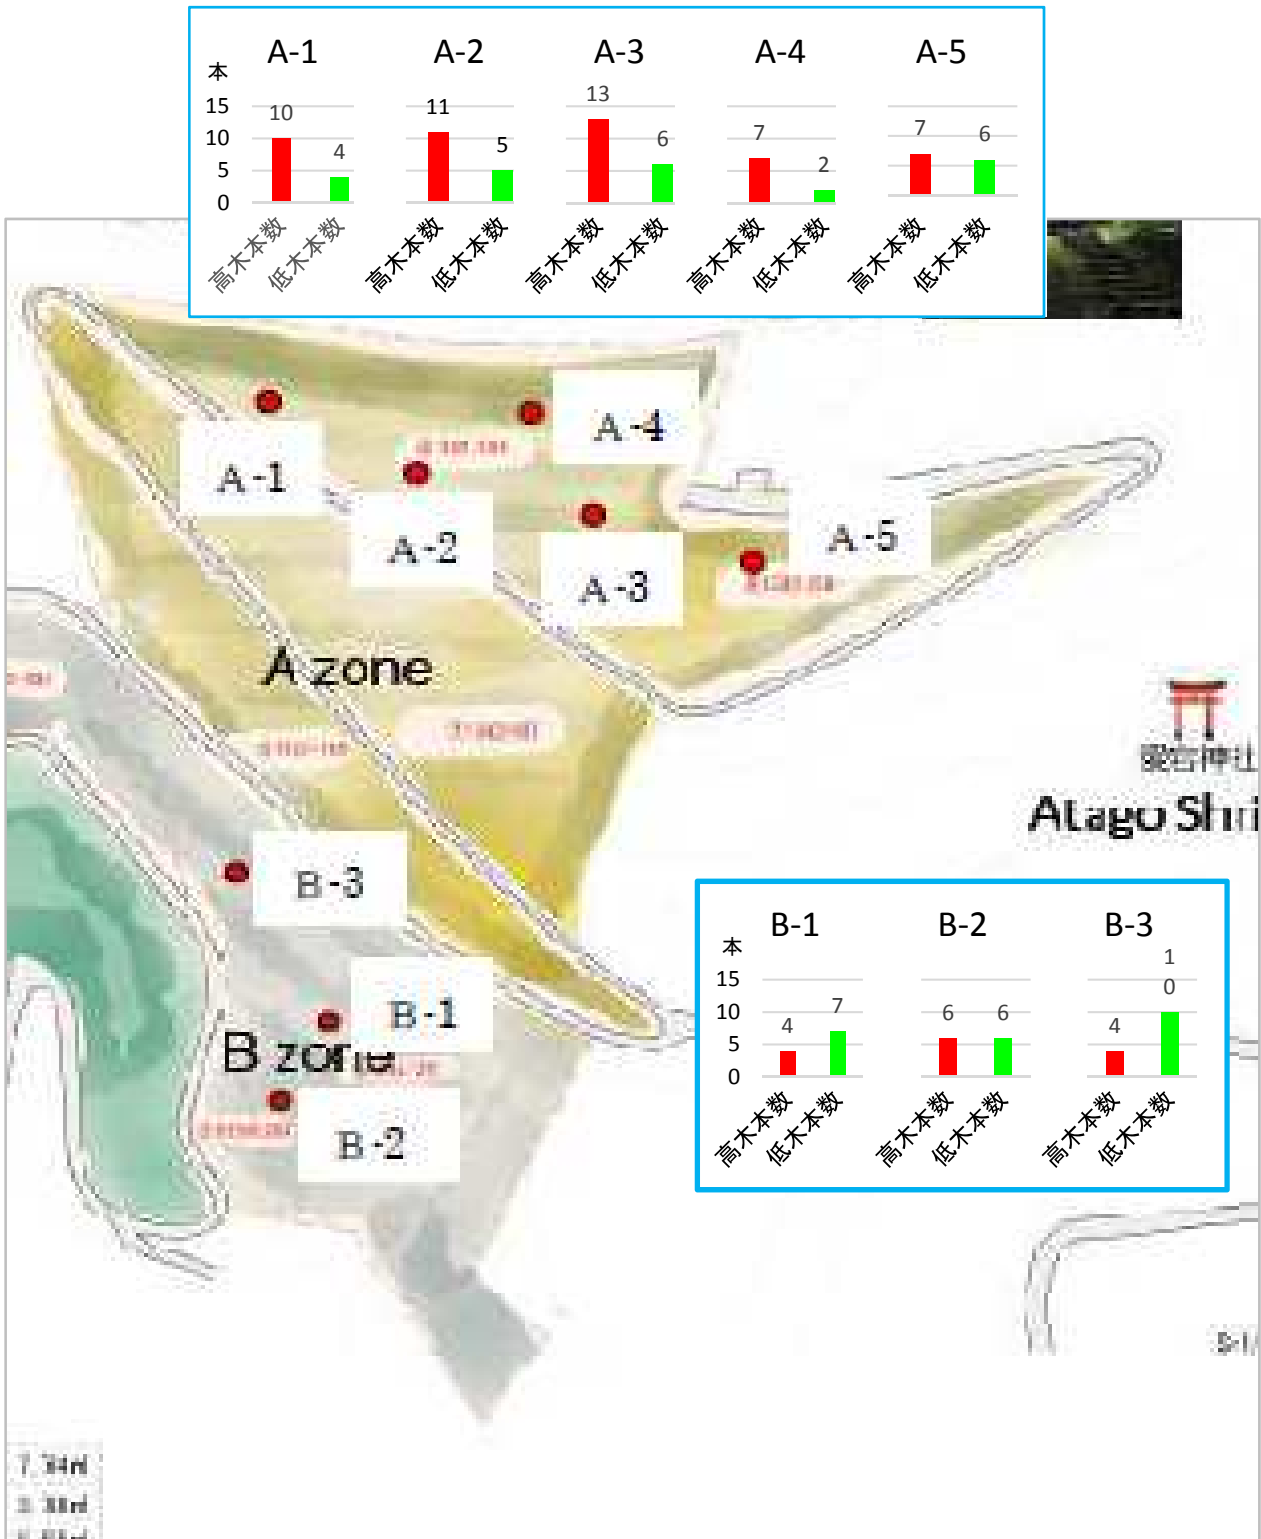 A-1 A-2 A-3 A-4 A-5
本
15
10
5
0
10 4 11 5 13 6 7 2 7 6
高木本数 低木本数 高木本数 低木本数 高木本数 低木本数 高木本数 低木本数 高木本数 低木本数
A-4
A-1
A-5
A-2
A-3
A zone
Atago Shri
B-3
B-1 B-2 B-3
本
15
10
5
0
4 7 6 6 4 10
高木本数 低木本数 高木本数 低木本数 高木本数 低木本数
B-1
B zone
B-2